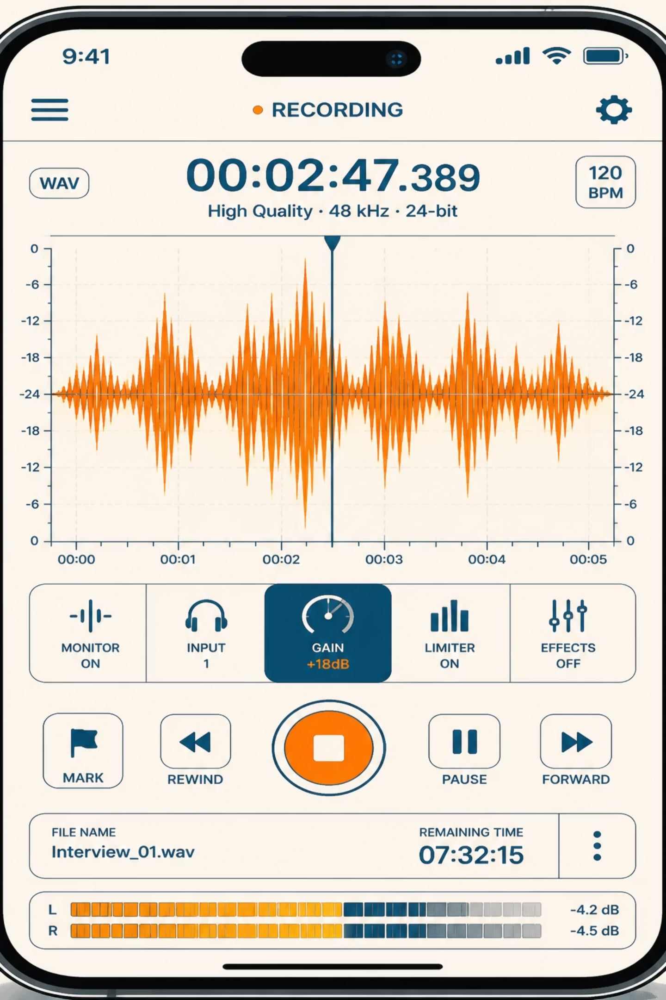 9:41
RECORDING
WAV
00:02:47.389
120
BPM
High Quality · 48 kHz · 24-bit
0 0
-6 -6
-12 -12
-18 -18
-24 -24
-18 -18
-12 -12
-6 -6
0 0
00:00 00:01 00:02 00:03 00:04 00:05
MONITOR
ON
INPUT
1
GAIN
+18dB
LIMITER
ON
EFFECTS
OFF
MARK
REWIND
PAUSE
FORWARD
FILE NAME
Interview_01.wav
REMAINING TIME
07:32:15
L -4.2 dB
R -4.5 dB